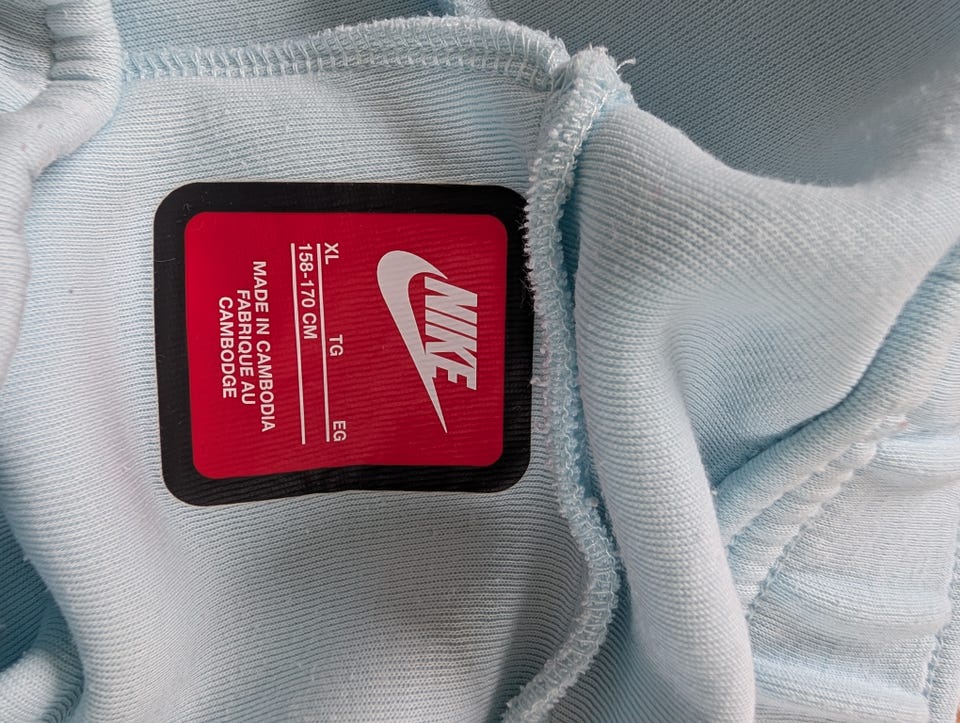 NIKE
XL TG EG
158-170 CM
MADE IN CAMBODIA
FABRIQUE AU
CAMBODGE